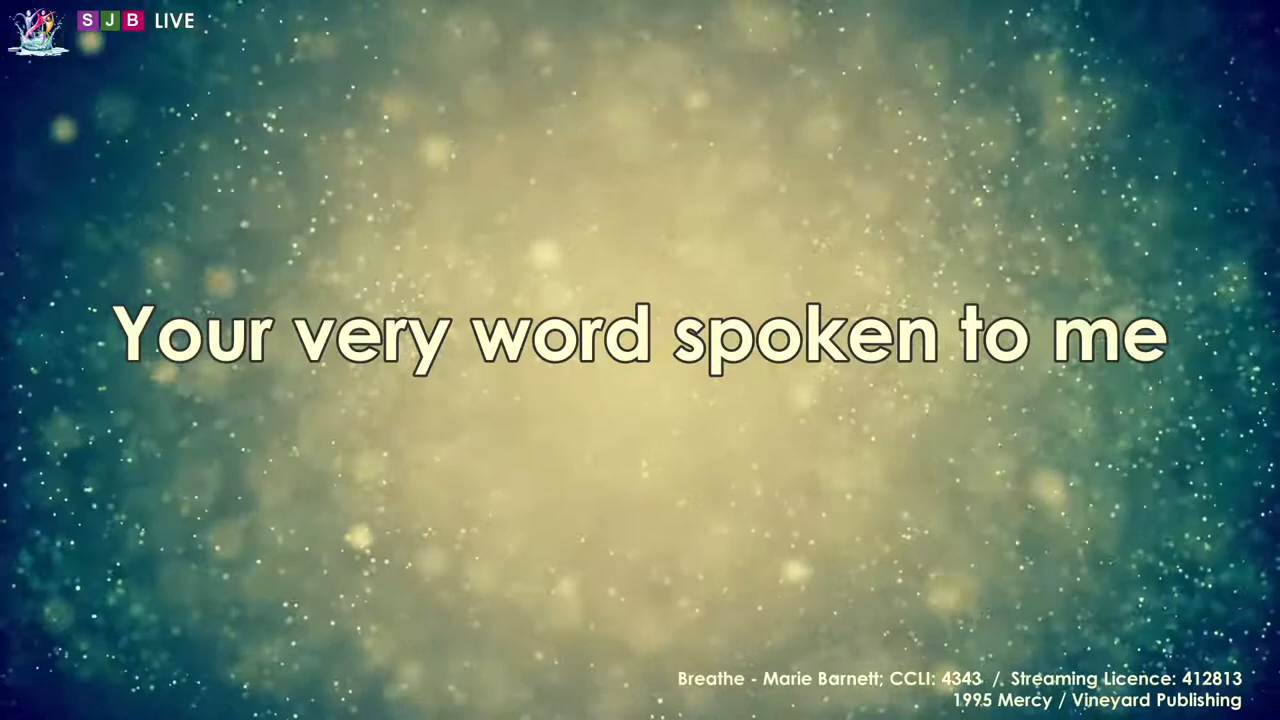 SJB LIVE
Your very word spoken to me
Breathe - Marie Barnett; CCLI: 4343 / Streaming Licence: 412813
1995 Mercy / Vineyard Publishing